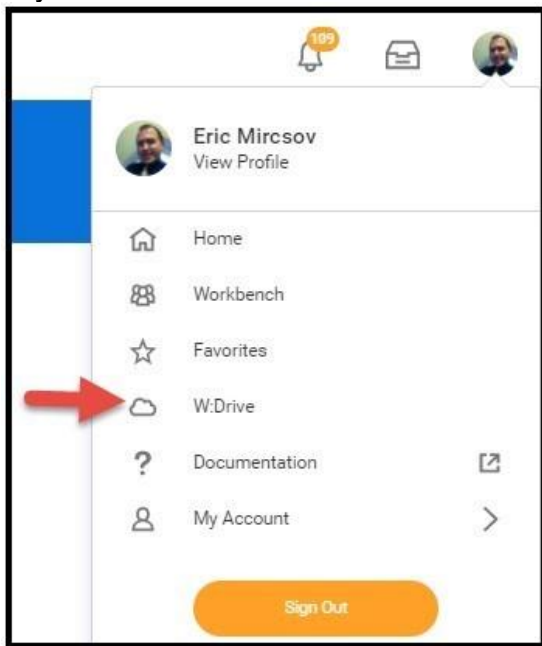 109
Eric Mircsov
View Profile
Home
Workbench
Favorites
W:Drive
? Documentation
My Account
Sign Out